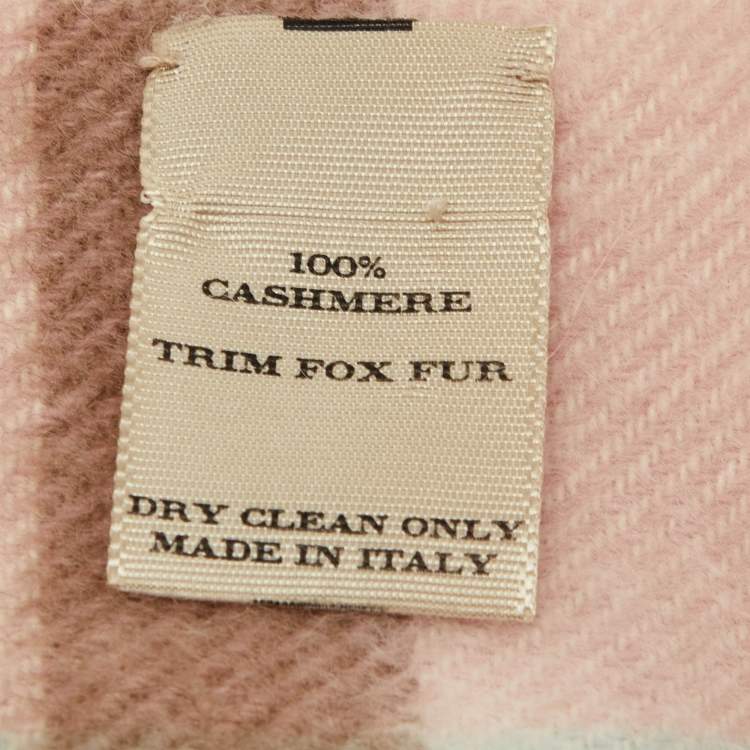 100%
CASHMERE
TRIM FOX FUR
DRY CLEAN ONLY
MADE IN ITALY